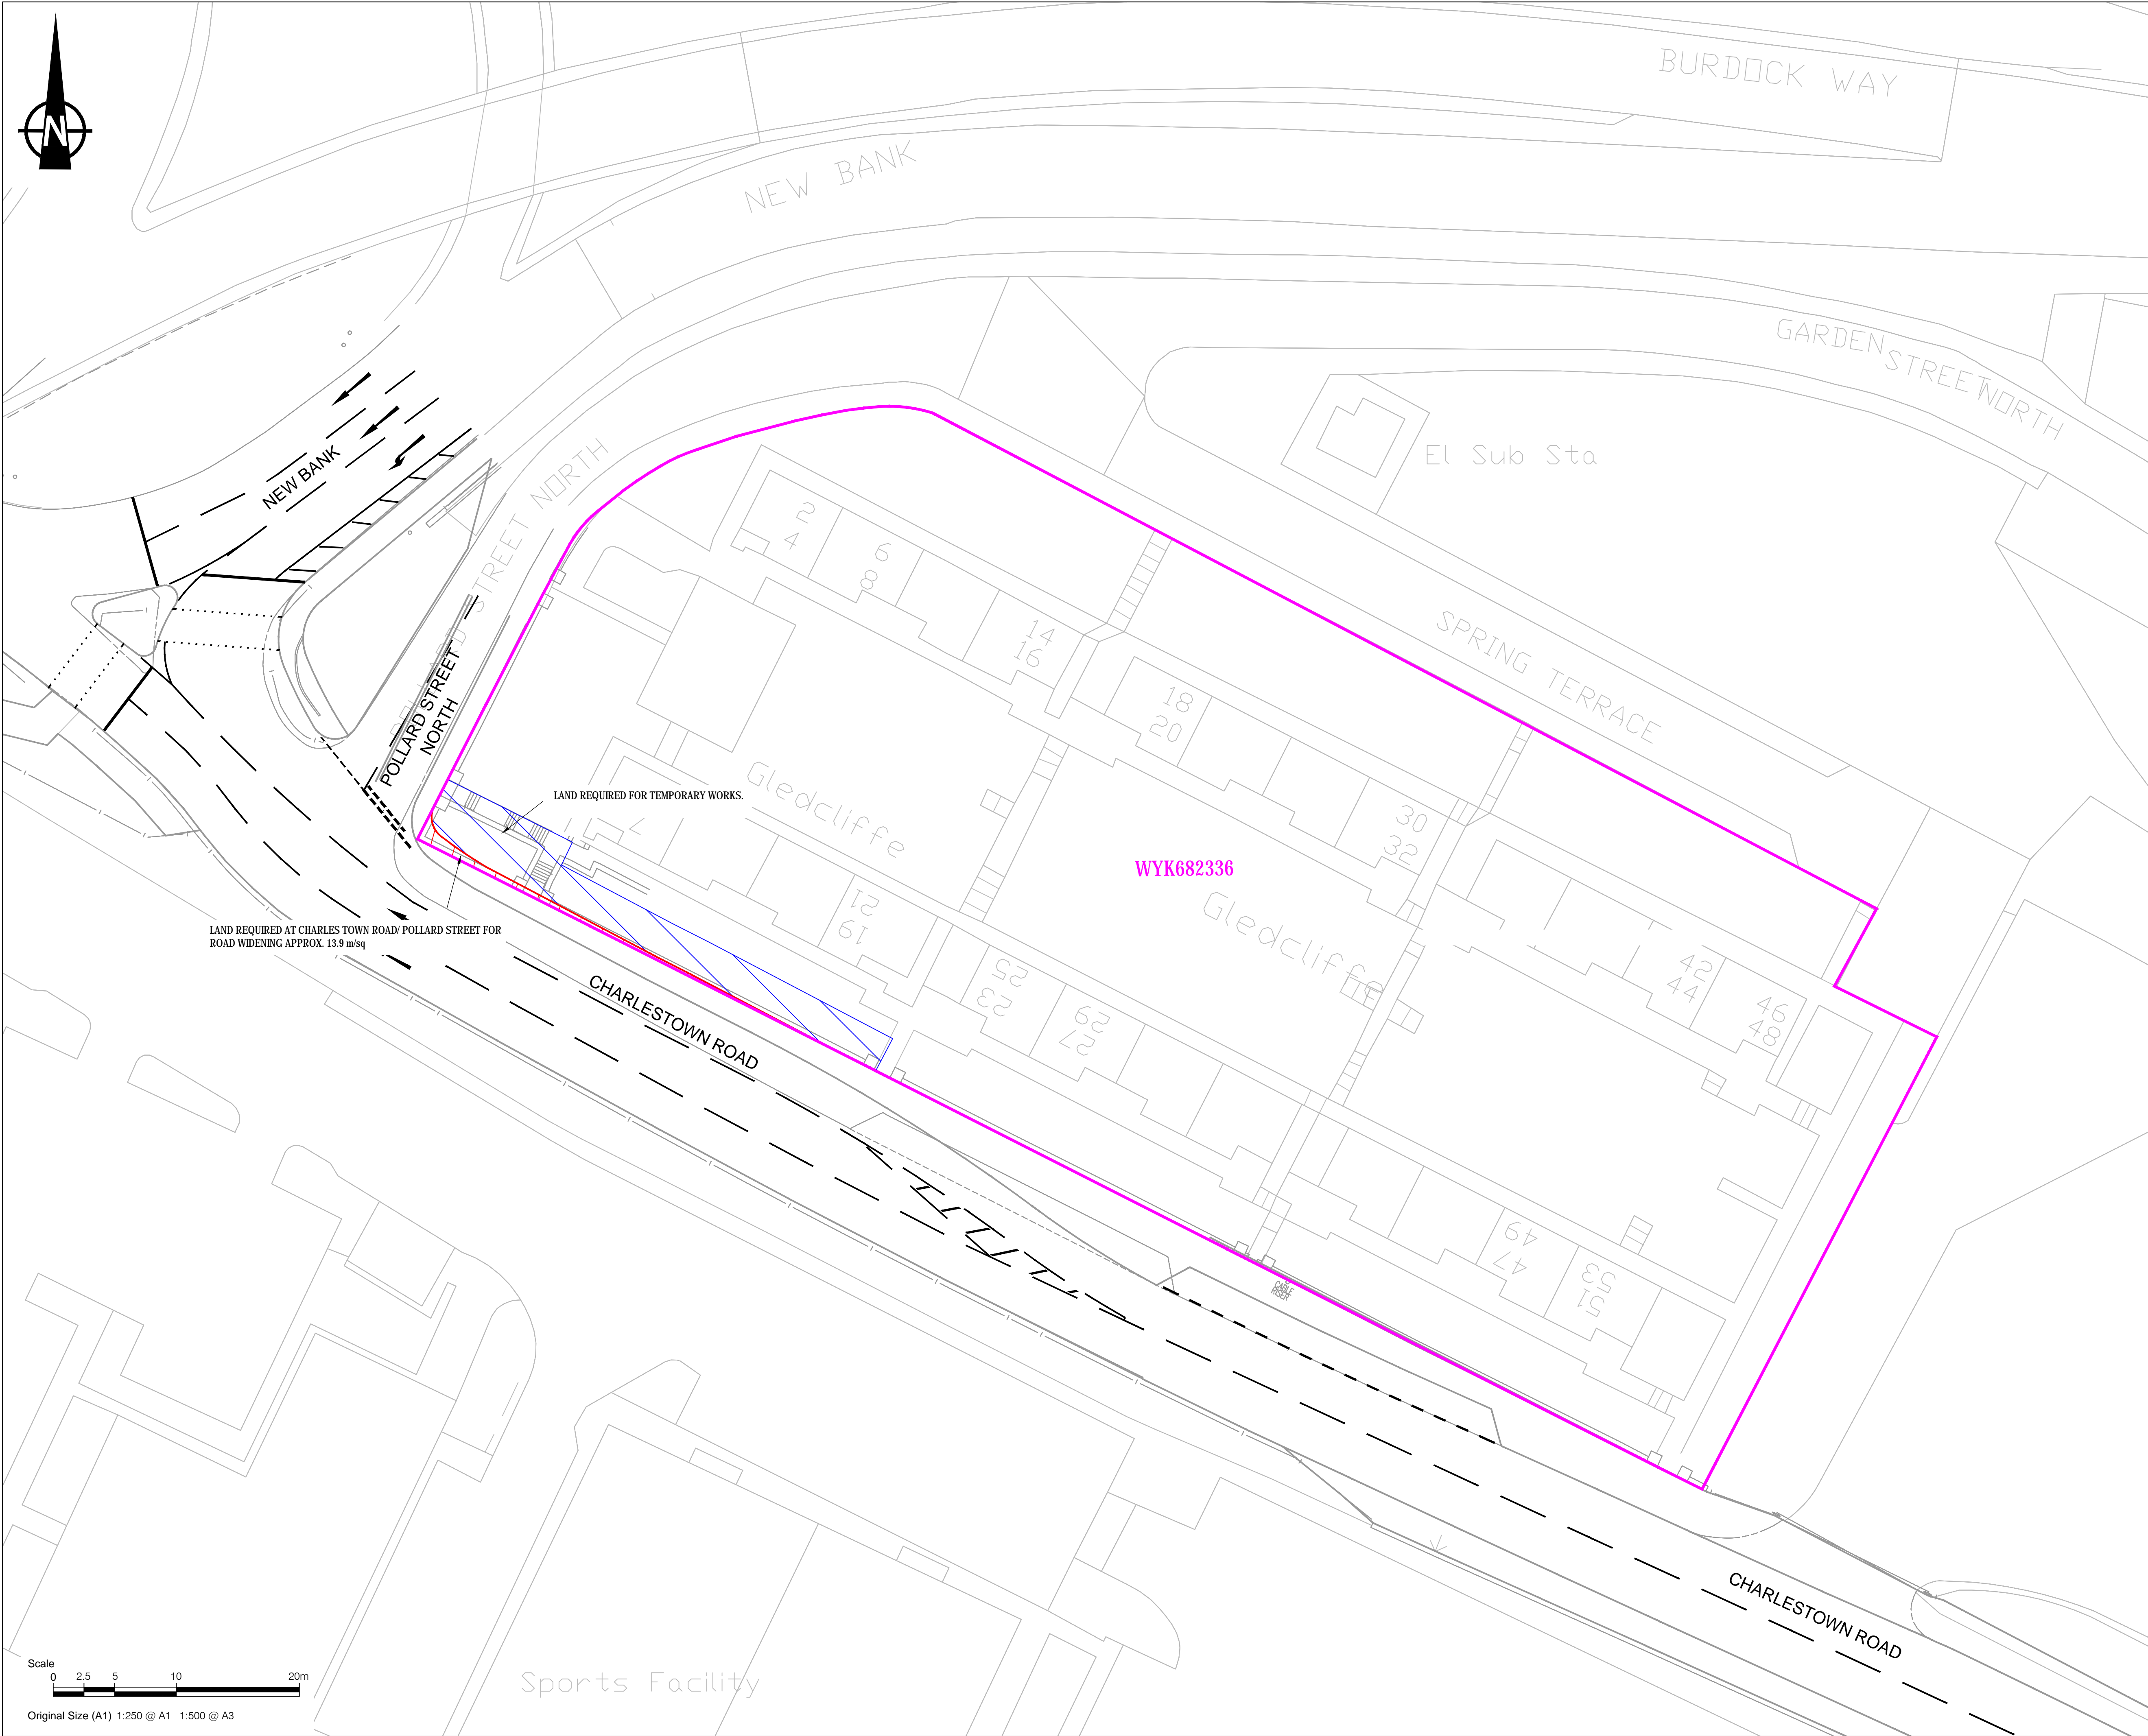 N
BURDOCK WAY
NEW BANK
GARDEN STREET NORTH
El Sub Sta
NEW BANK
STREET NORTH
2
4
6
8
14
16
SPRING TERRACE
18
20
POLLARD STREET
NORTH
LAND REQUIRED FOR TEMPORARY WORKS.
Gledcliffe
7
30
32
WYK682336
21
19
Gledcliffe
LAND REQUIRED AT CHARLES TOWN ROAD/ POLLARD STREET FOR
ROAD WIDENING APPROX. 13.9 m/sq
25
23
42
44
46
48
CHARLESTOWN ROAD
29
27
49
47
53
51
CABLE
RISER
CHARLESTOWN ROAD
Sports Facility
Scale
0 2.5 5 10 20m
Original Size (A1) 1:250 @ A1 1:500 @ A3